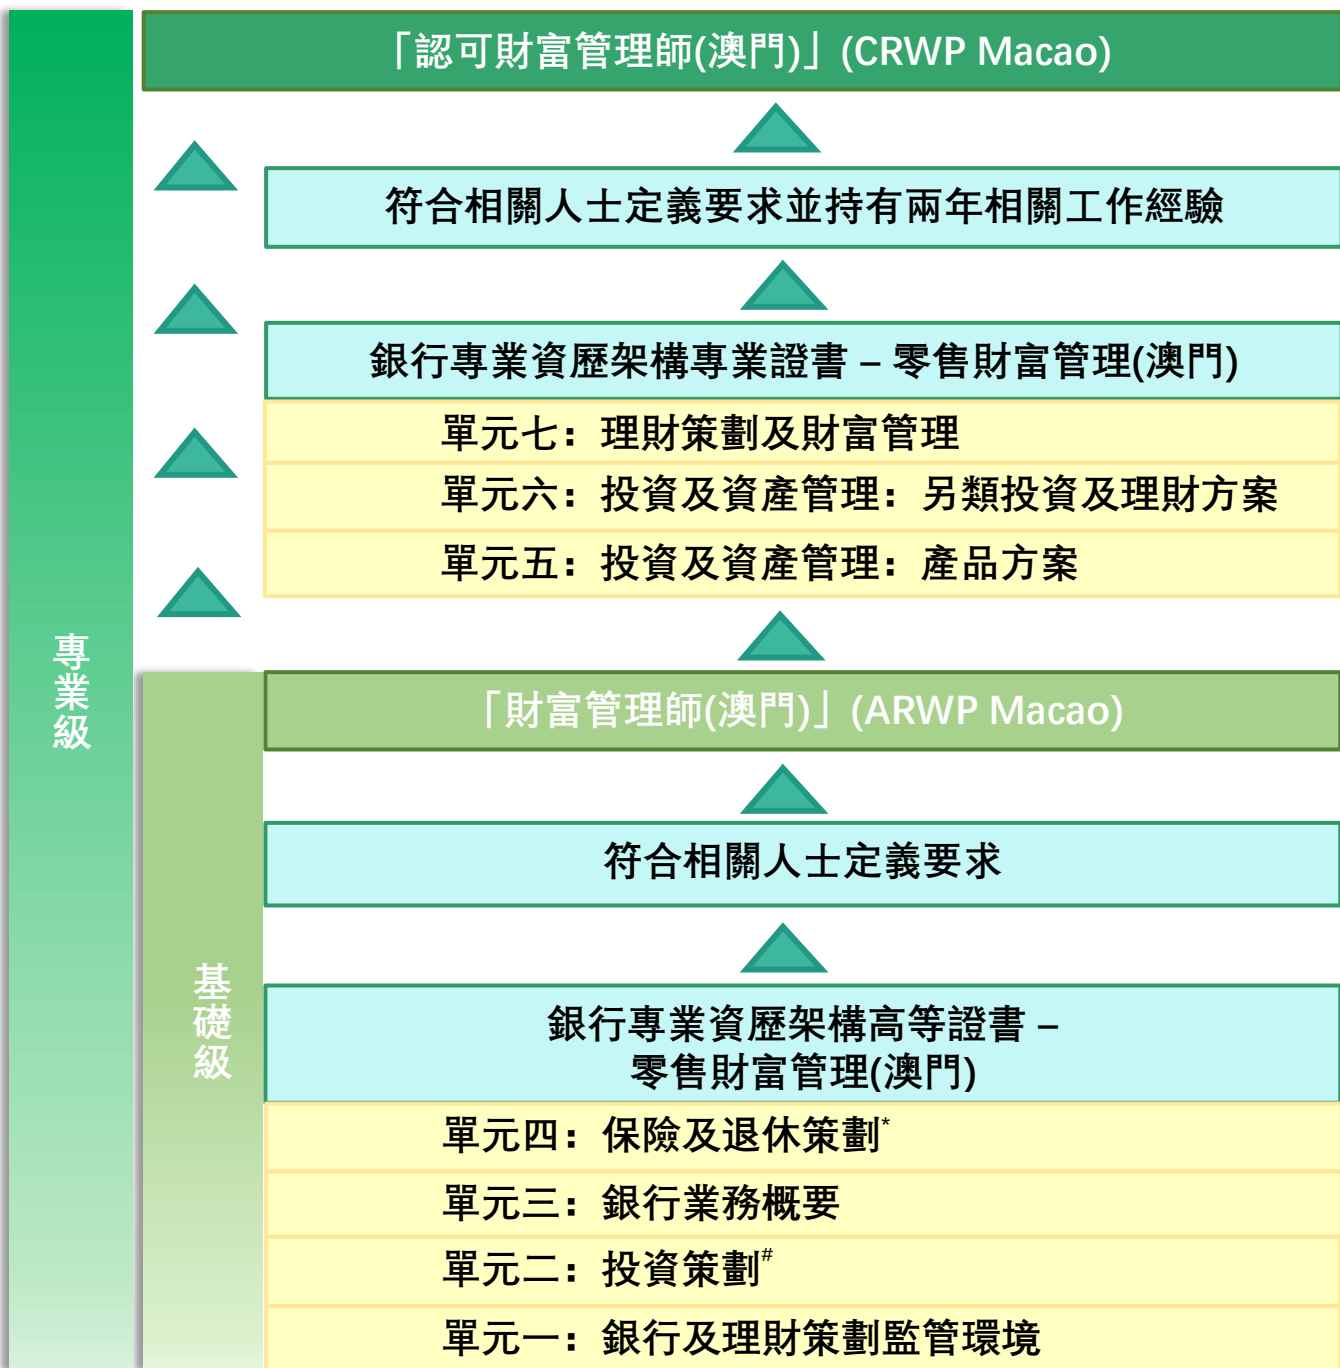 「認可財富管理師(澳門)」(CRWP Macao)
符合相關人士定義要求並持有兩年相關工作經驗
銀行專業資歷架構專業證書 – 零售財富管理(澳門)
單元七：理財策劃及財富管理
單元六：投資及資產管理：另類投資及理財方案
單元五：投資及資產管理：產品方案
專業級
「財富管理師(澳門)」(ARWP Macao)
符合相關人士定義要求
基礎級
銀行專業資歷架構高等證書 –
零售財富管理(澳門)
單元四：保險及退休策劃*
單元三：銀行業務概要
單元二：投資策劃#
單元一：銀行及理財策劃監管環境